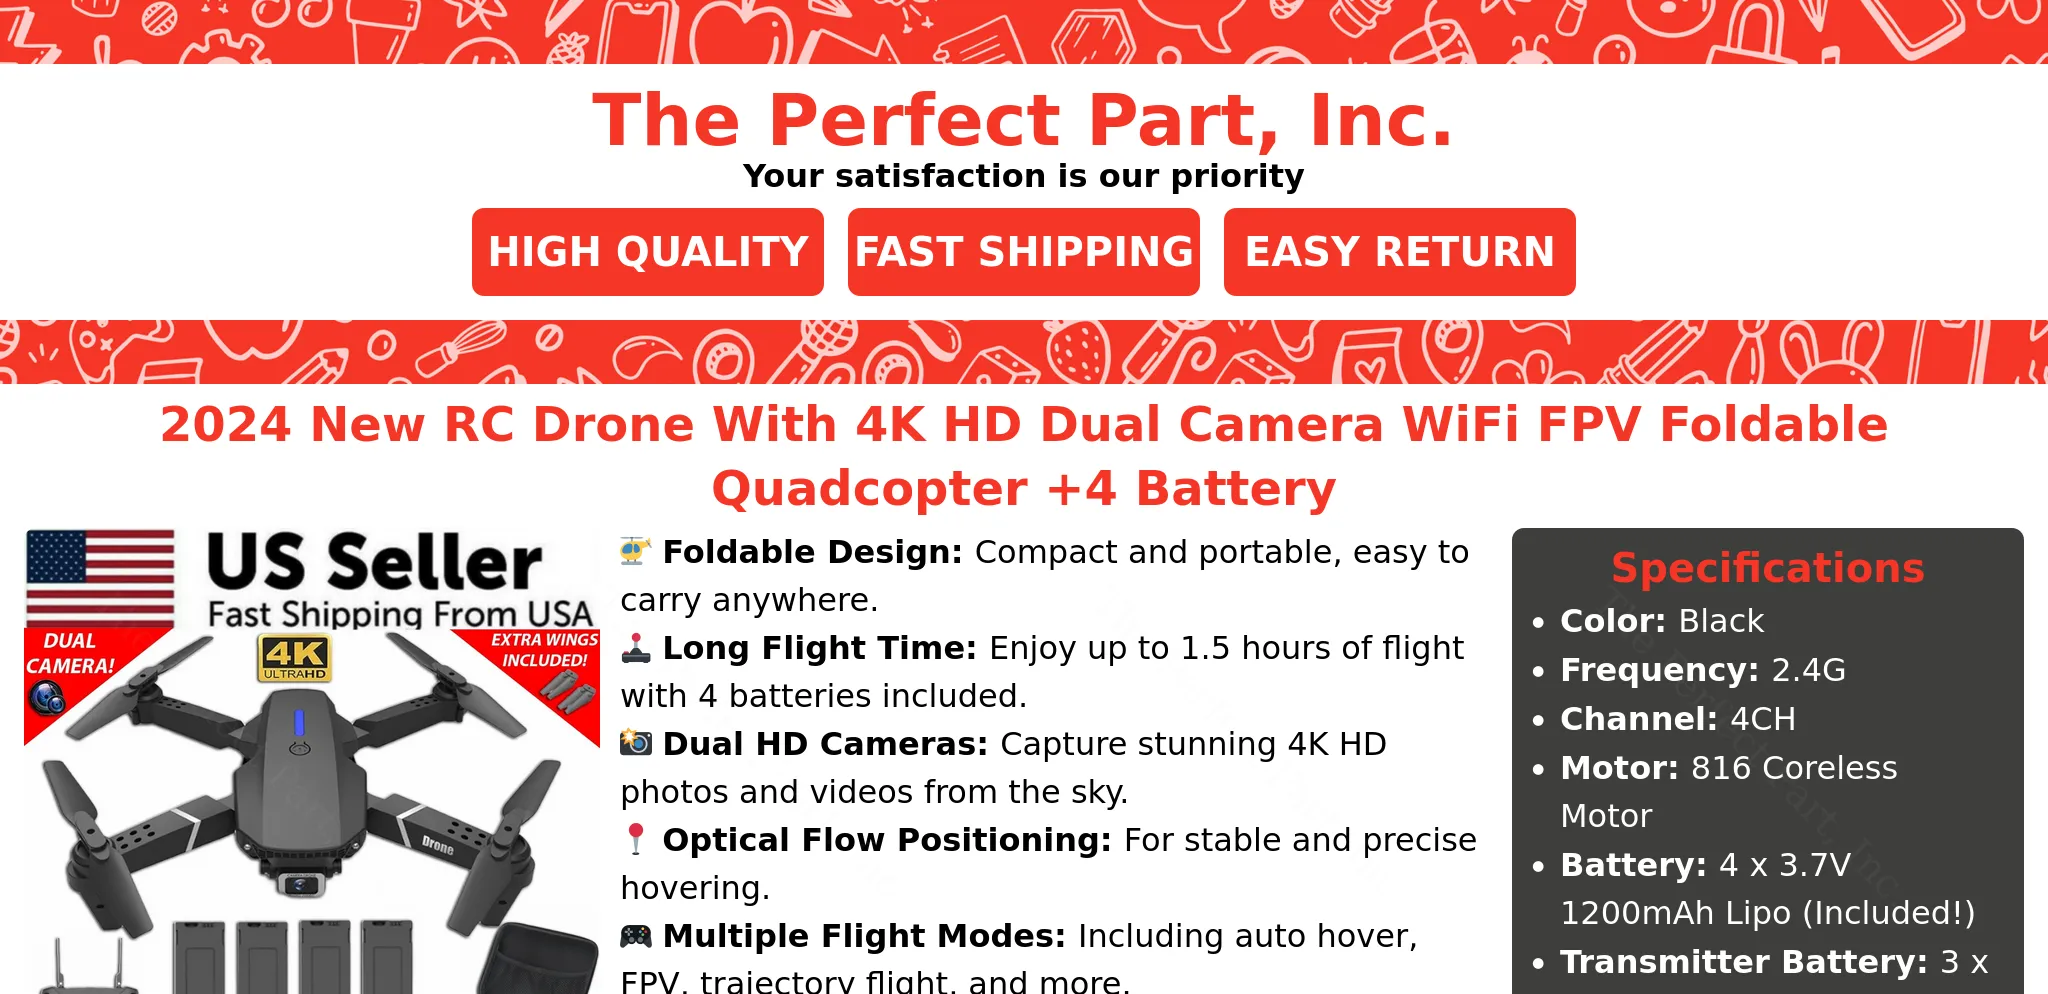 The Perfect Part, Inc.
Your satisfaction is our priority
HIGH QUALITY
FAST SHIPPING
EASY RETURN
2024 New RC Drone With 4K HD Dual Camera WiFi FPV Foldable
Quadcopter +4 Battery
US Seller
Fast Shipping From USA
DUAL
CAMERA!
4K
ULTRAHD
EXTRA WINGS
INCLUDED!
Drone
Foldable Design: Compact and portable, easy to
carry anywhere.
Long Flight Time: Enjoy up to 1.5 hours of flight
with 4 batteries included.
Dual HD Cameras: Capture stunning 4K HD
photos and videos from the sky.
Optical Flow Positioning: For stable and precise
hovering.
Multiple Flight Modes: Including auto hover,
FPV, trajectory flight, and more.
Specifications
Color: Black
Frequency: 2.4G
Channel: 4CH
Motor: 816 Coreless
Motor
Battery: 4 x 3.7V
1200mAh Lipo (Included!)
Transmitter Battery: 3 x